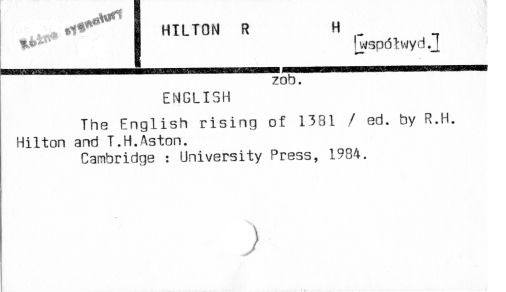 Różne sygnatury
HILTON R H
[współwyd.]
zob.
ENGLISH
The English rising of 1381 / ed. by R.H.
Hilton and T.H.Aston.
Cambridge : University Press, 1984.